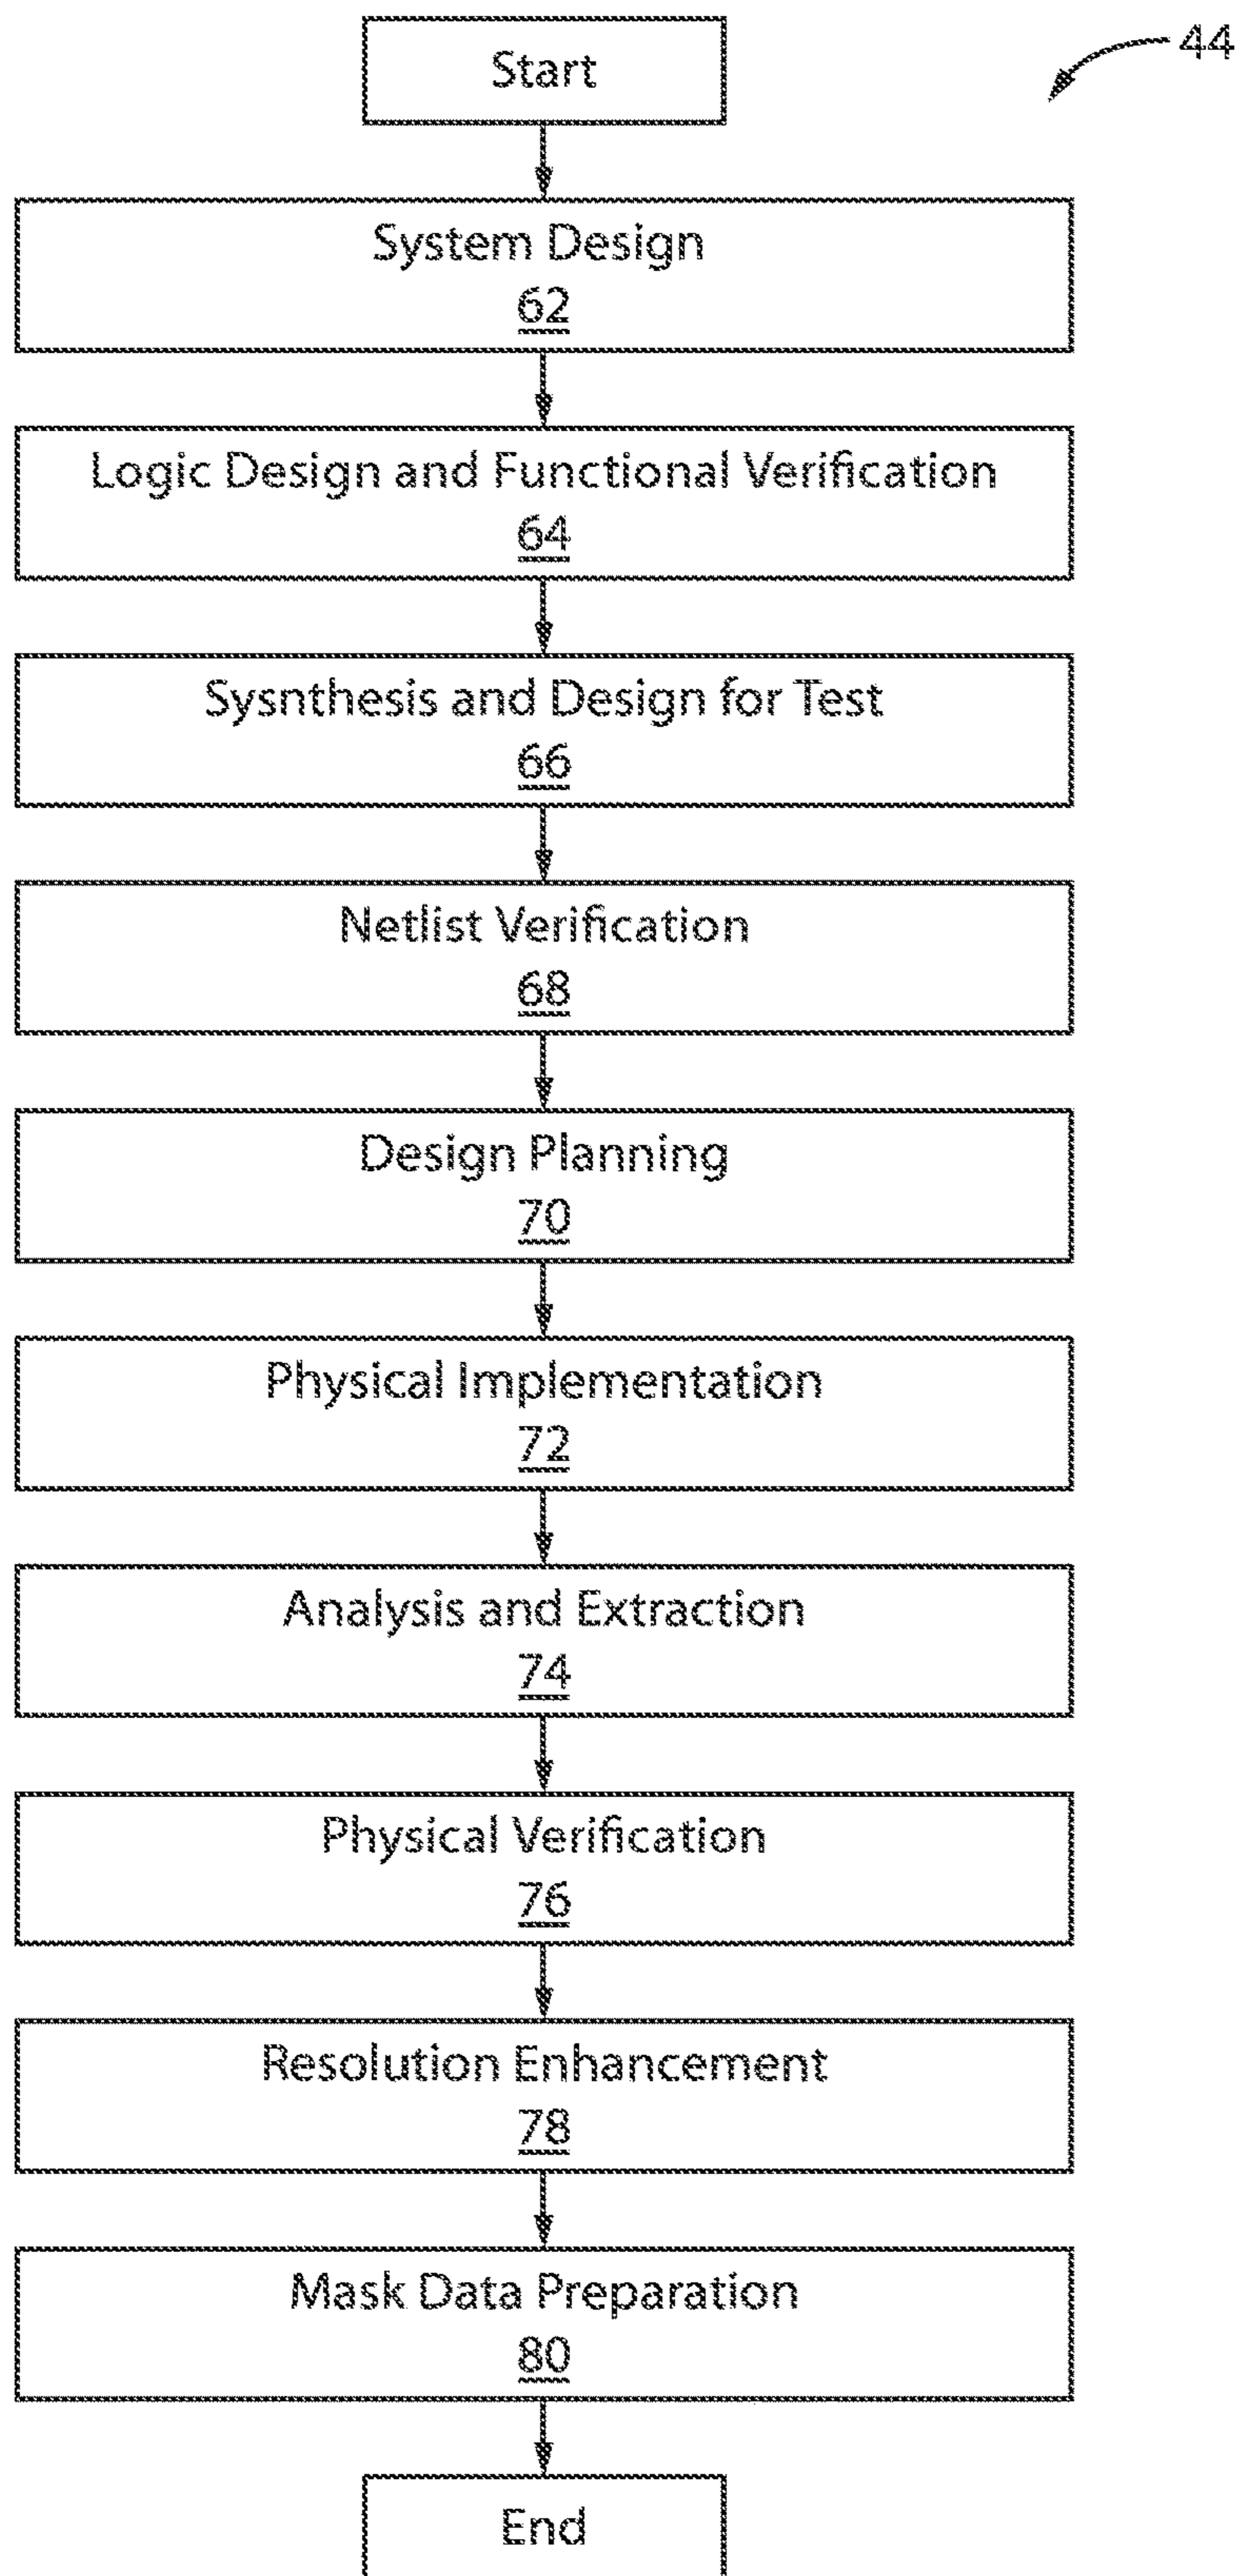 Start
44
System Design
62
Logic Design and Functional Verification
64
Sysnthesis and Design for Test
66
Netlist Verification
68
Design Planning
70
Physical Implementation
72
Analysis and Extraction
74
Physical Verification
76
Resolution Enhancement
78
Mask Data Preparation
80
End